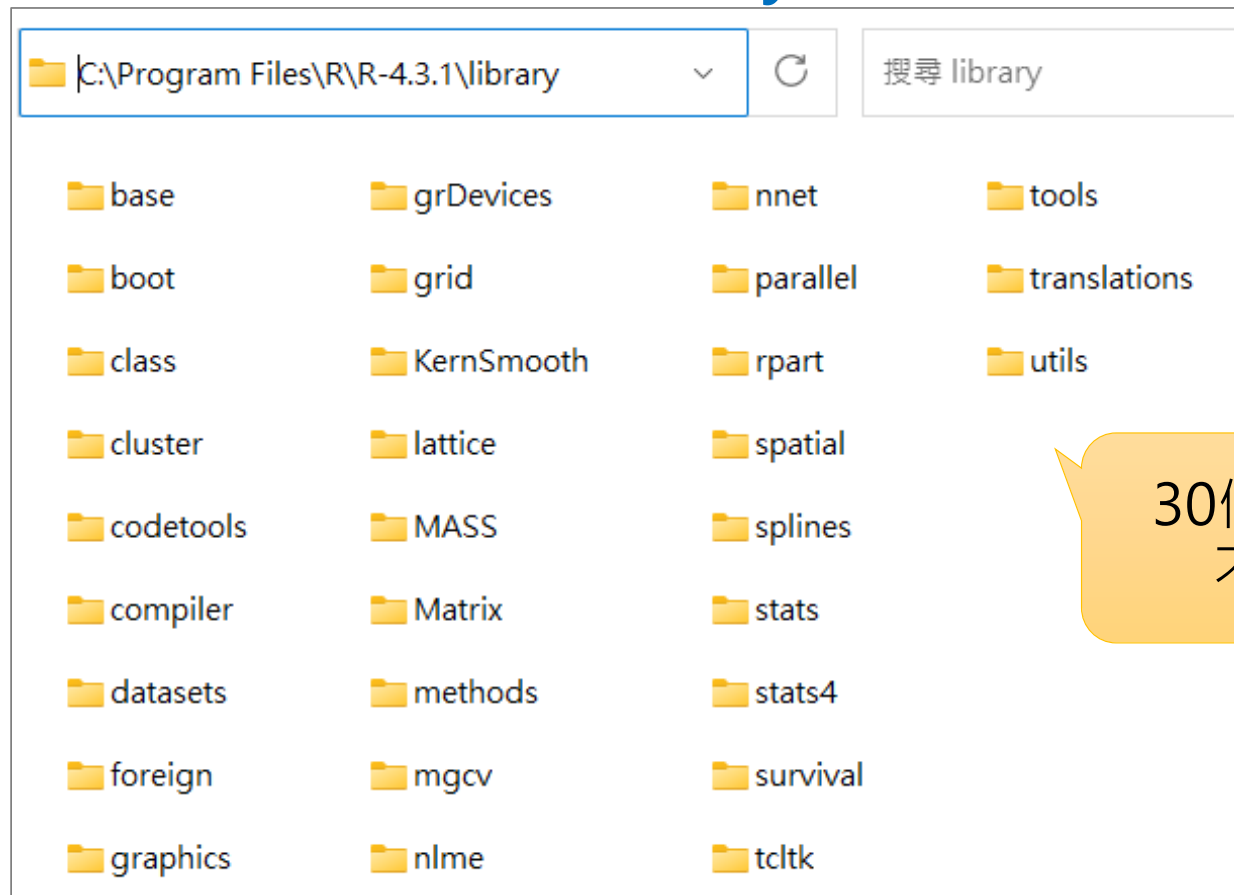 C:\Program Files\R\R-4.3.1\library
搜尋 library
base
grDevices
nnet
tools
boot
grid
parallel
translations
class
KernSmooth
rpart
utils
cluster
lattice
spatial
codetools
MASS
splines
compiler
Matrix
stats
datasets
methods
stats4
foreign
mgcv
survival
graphics
nlme
tcltk
30